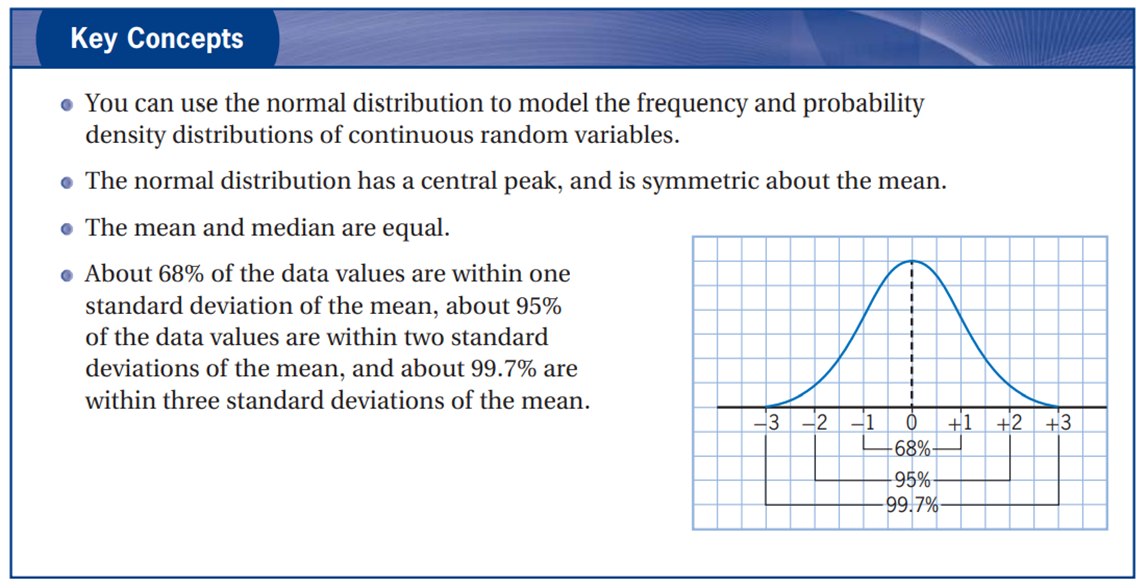 Key Concepts
You can use the normal distribution to model the frequency and probability
density distributions of continuous random variables.
The normal distribution has a central peak, and is symmetric about the mean.
The mean and median are equal.
About 68% of the data values are within one
standard deviation of the mean, about 95%
of the data values are within two standard
deviations of the mean, and about 99.7% are
within three standard deviations of the mean.
−3 −2 −1 0 +1 +2 +3
68%
95%
99.7%